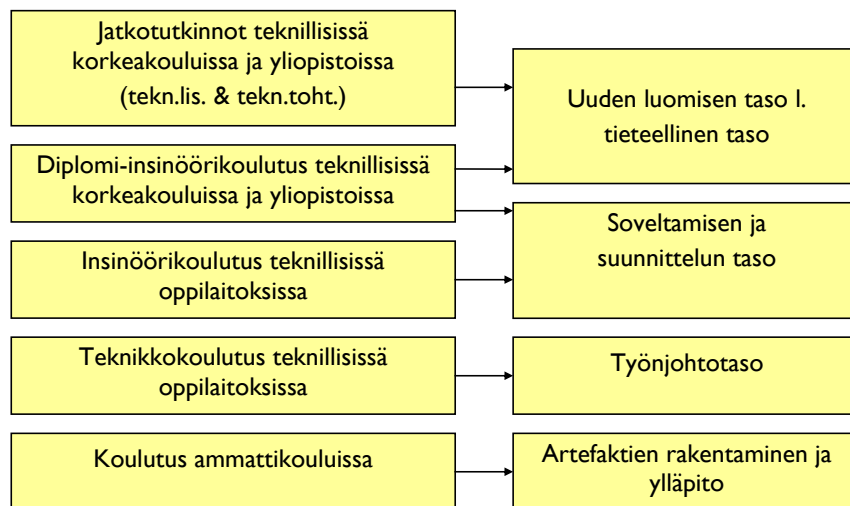 Jatkotutkinnot teknillisissä
korkeakouluissa ja yliopistoissa
(tekn.lis. & tekn.toht.)
Uuden luomisen taso l.
tieteellinen taso
Diplomi-insinöörikoulutus teknillisissä
korkeakouluissa ja yliopistoissa
Soveltamisen ja
suunnittelun taso
Insinöörikoulutus teknillisissä
oppilaitoksissa
Teknikkokoulutus teknillisissä
oppilaitoksissa
Työnjohtotaso
Koulutus ammattikouluissa
Artefaktien rakentaminen ja
ylläpito